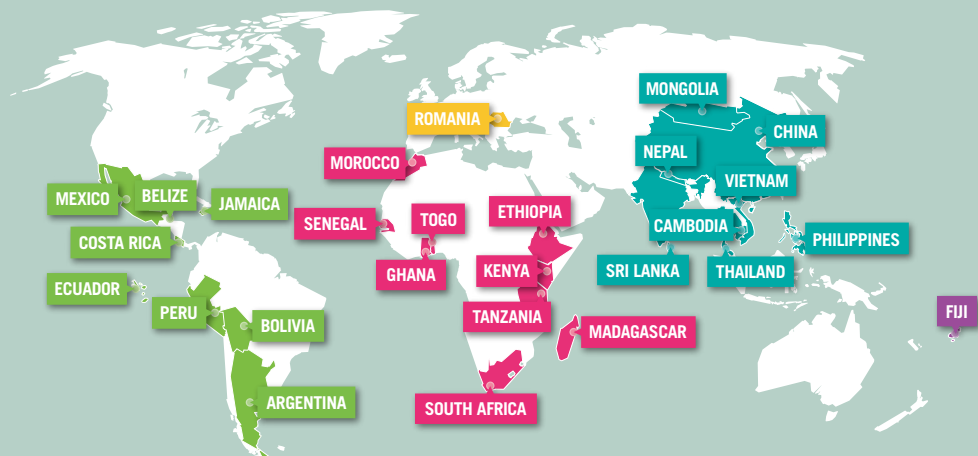 MONGOLIA
ROMANIA
CHINA
MOROCCO
NEPAL
VIETNAM
MEXICO
BELIZE
JAMAICA
SENEGAL
TOGO
ETHIOPIA
CAMBODIA
COSTA RICA
PHILIPPINES
GHANA
KENYA
SRI LANKA
THAILAND
ECUADOR
PERU
BOLIVIA
TANZANIA
MADAGASCAR
FIJI
ARGENTINA
SOUTH AFRICA